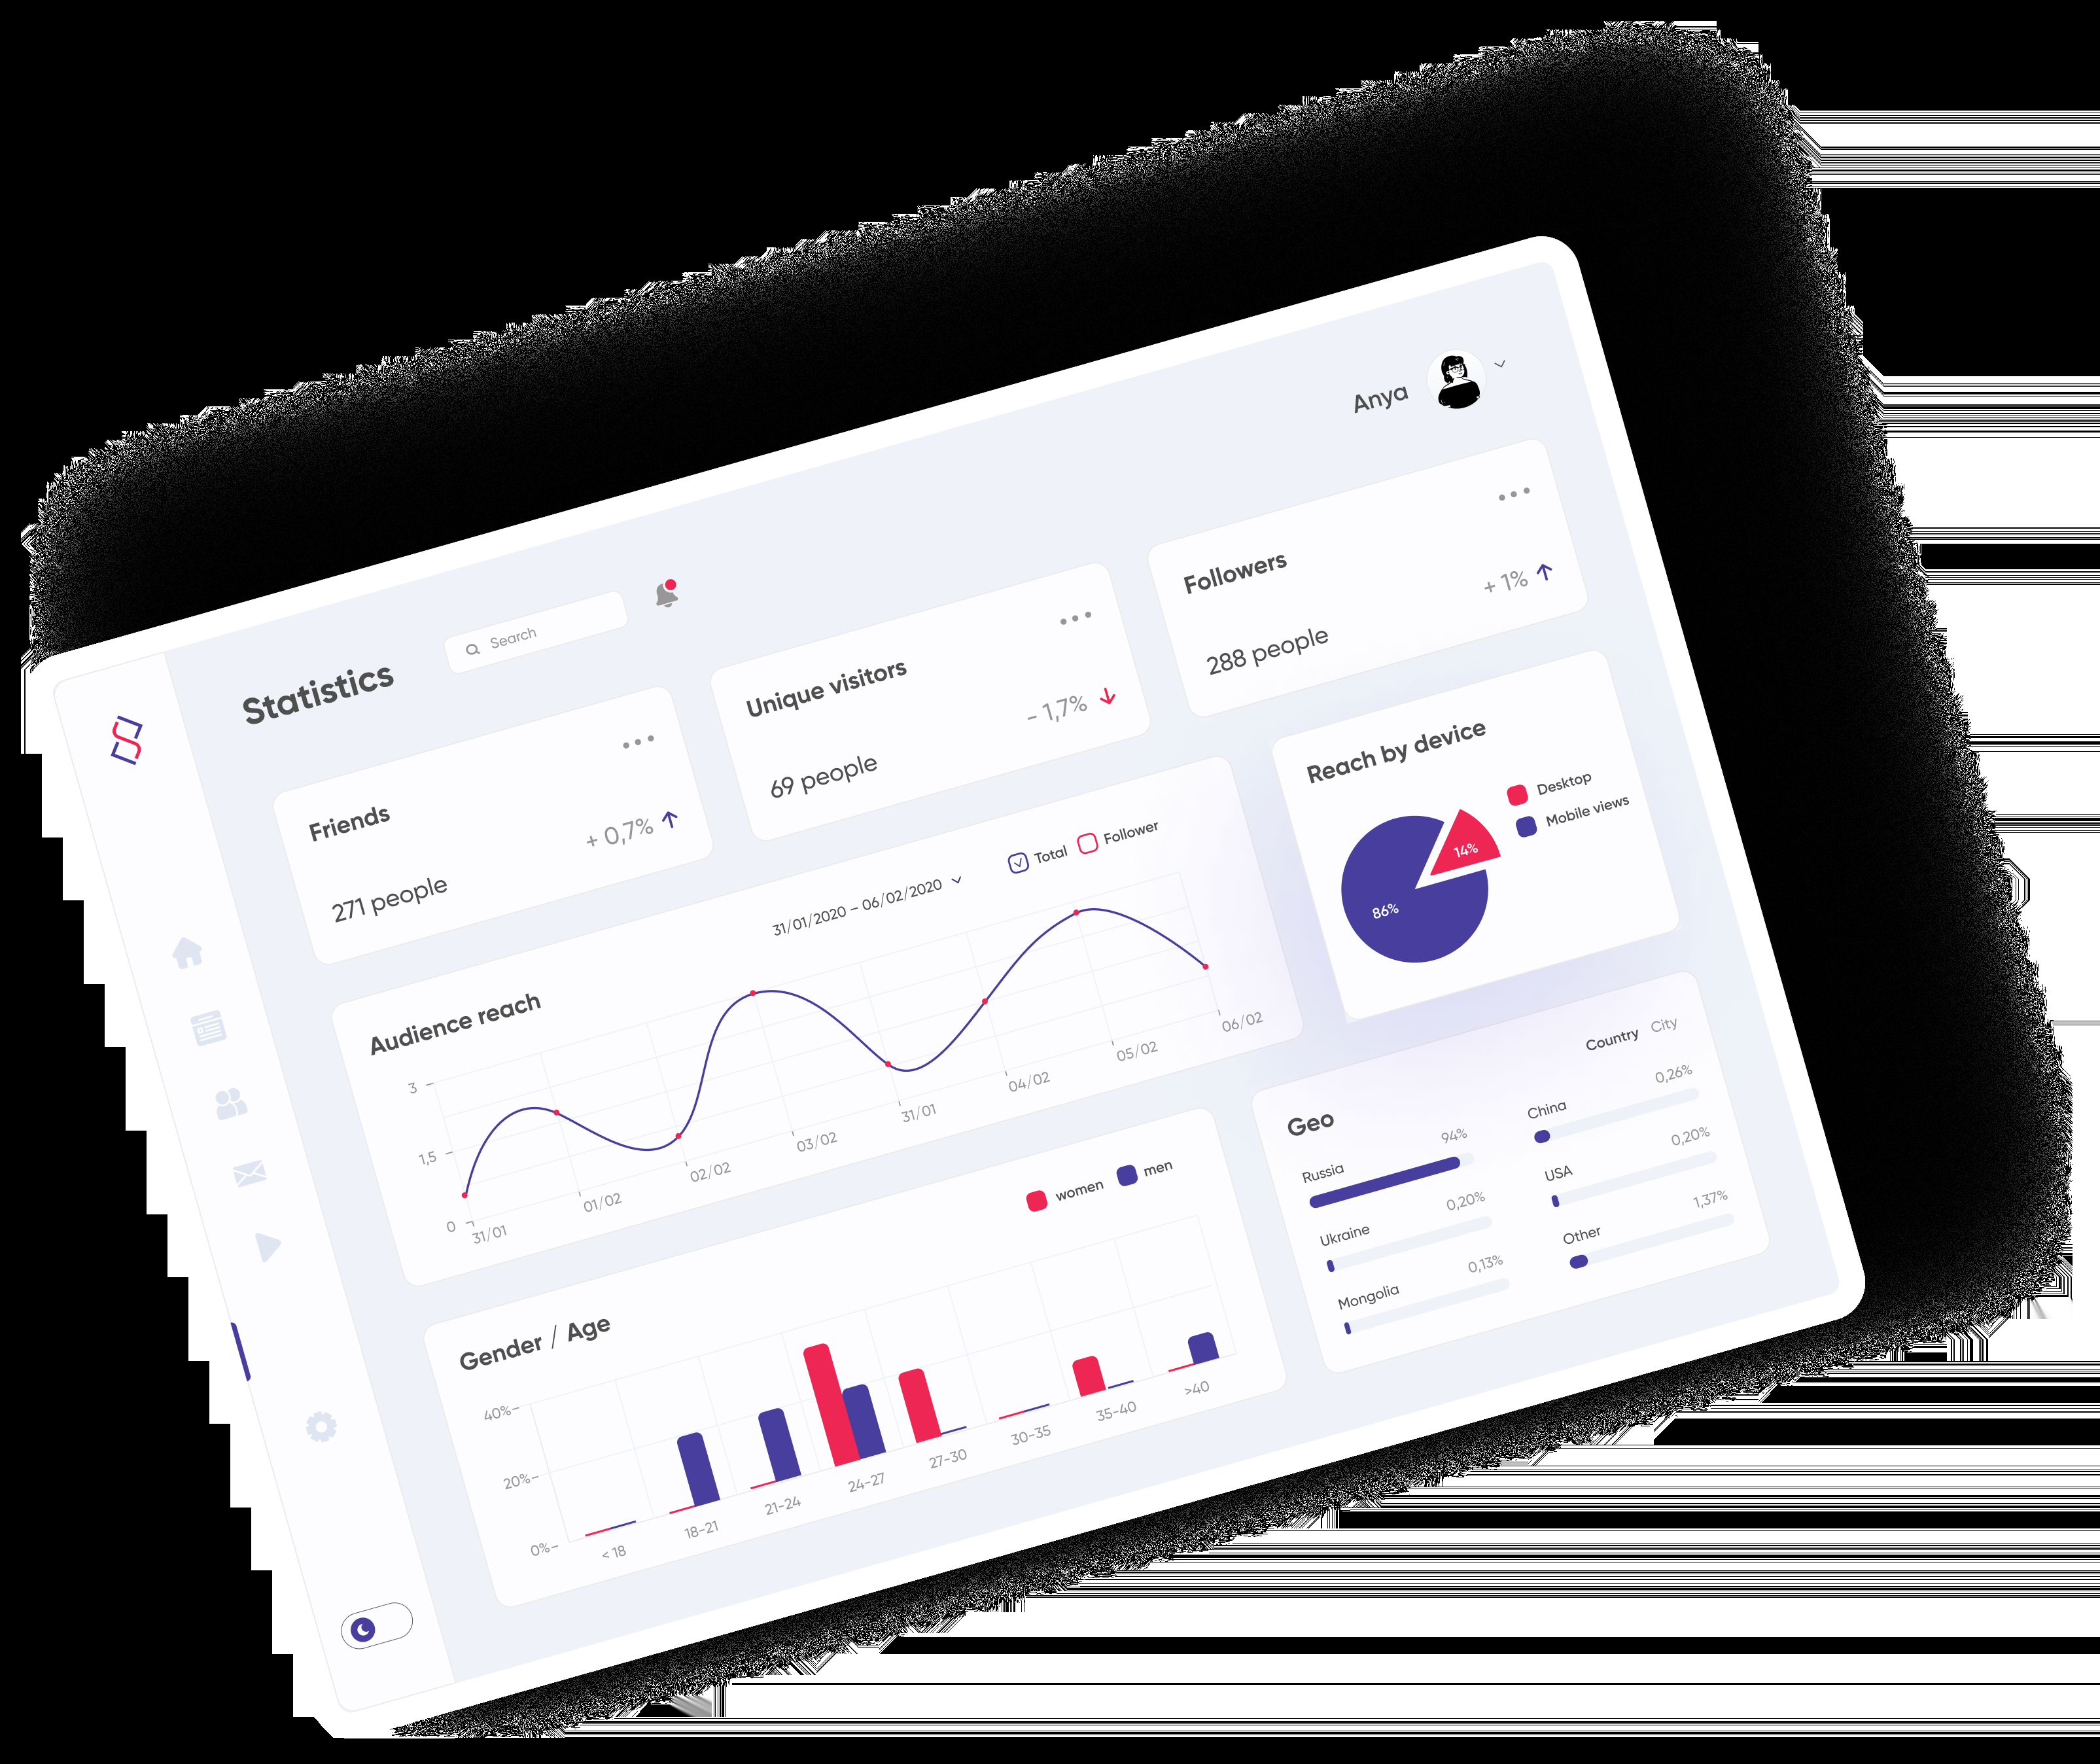 Anya
Statistics
Search
Friends
271 people
+ 0,7%
Unique visitors
69 people
- 1,7%
Followers
288 people
+ 1%
Audience reach
31/01/2020 – 06/02/2020
Total
Follower
3
1,5
0
31/01
01/02
02/02
03/02
31/01
04/02
05/02
06/02
Reach by device
Desktop
Mobile views
14%
86%
Gender / Age
women
men
40%
20%
0%
< 18
18-21
21-24
24-27
27-30
30-35
35-40
>40
Geo
Country City
Russia 94%
Ukraine 0,20%
Mongolia 0,13%
China 0,26%
USA 0,20%
Other 1,37%